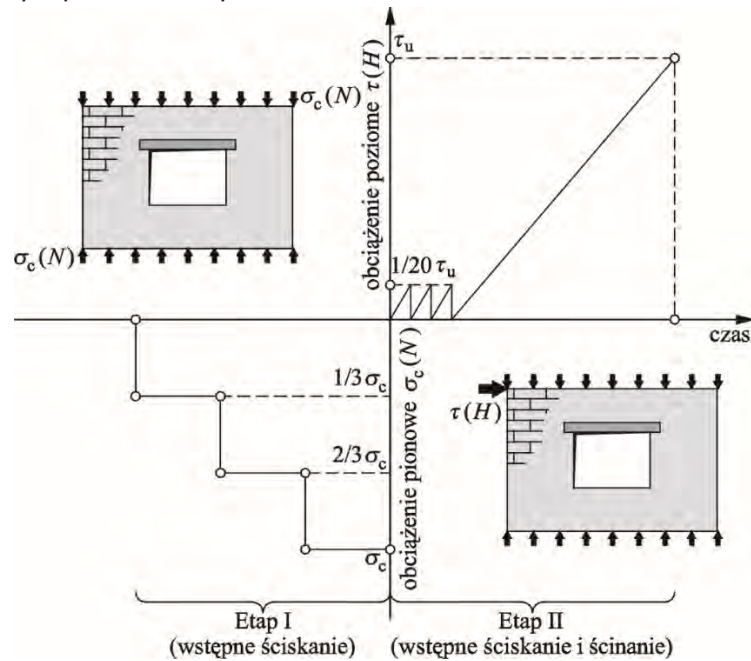 τu
σc(N)
obciążenie poziome τ(H)
σc(N)
1/20 τu
czas
1/3 σc
τ(H)
2/3 σc
obciążenie pionowe σc(N)
σc
Etap I
(wstępne ściskanie)
Etap II
(wstępne ściskanie i ścinanie)